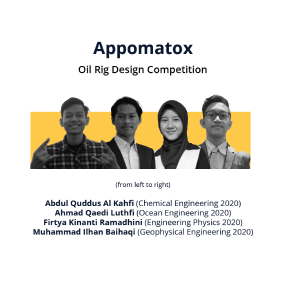 Appomatox
Oil Rig Design Competition
(from left to right)
Abdul Quddus Al Kahfi (Chemical Engineering 2020)
Ahmad Qaedi Luthfi (Ocean Engineering 2020)
Firtya Kinanti Ramadhini (Engineering Physics 2020)
Muhammad Ilhan Baihaqi (Geophysical Engineering 2020)